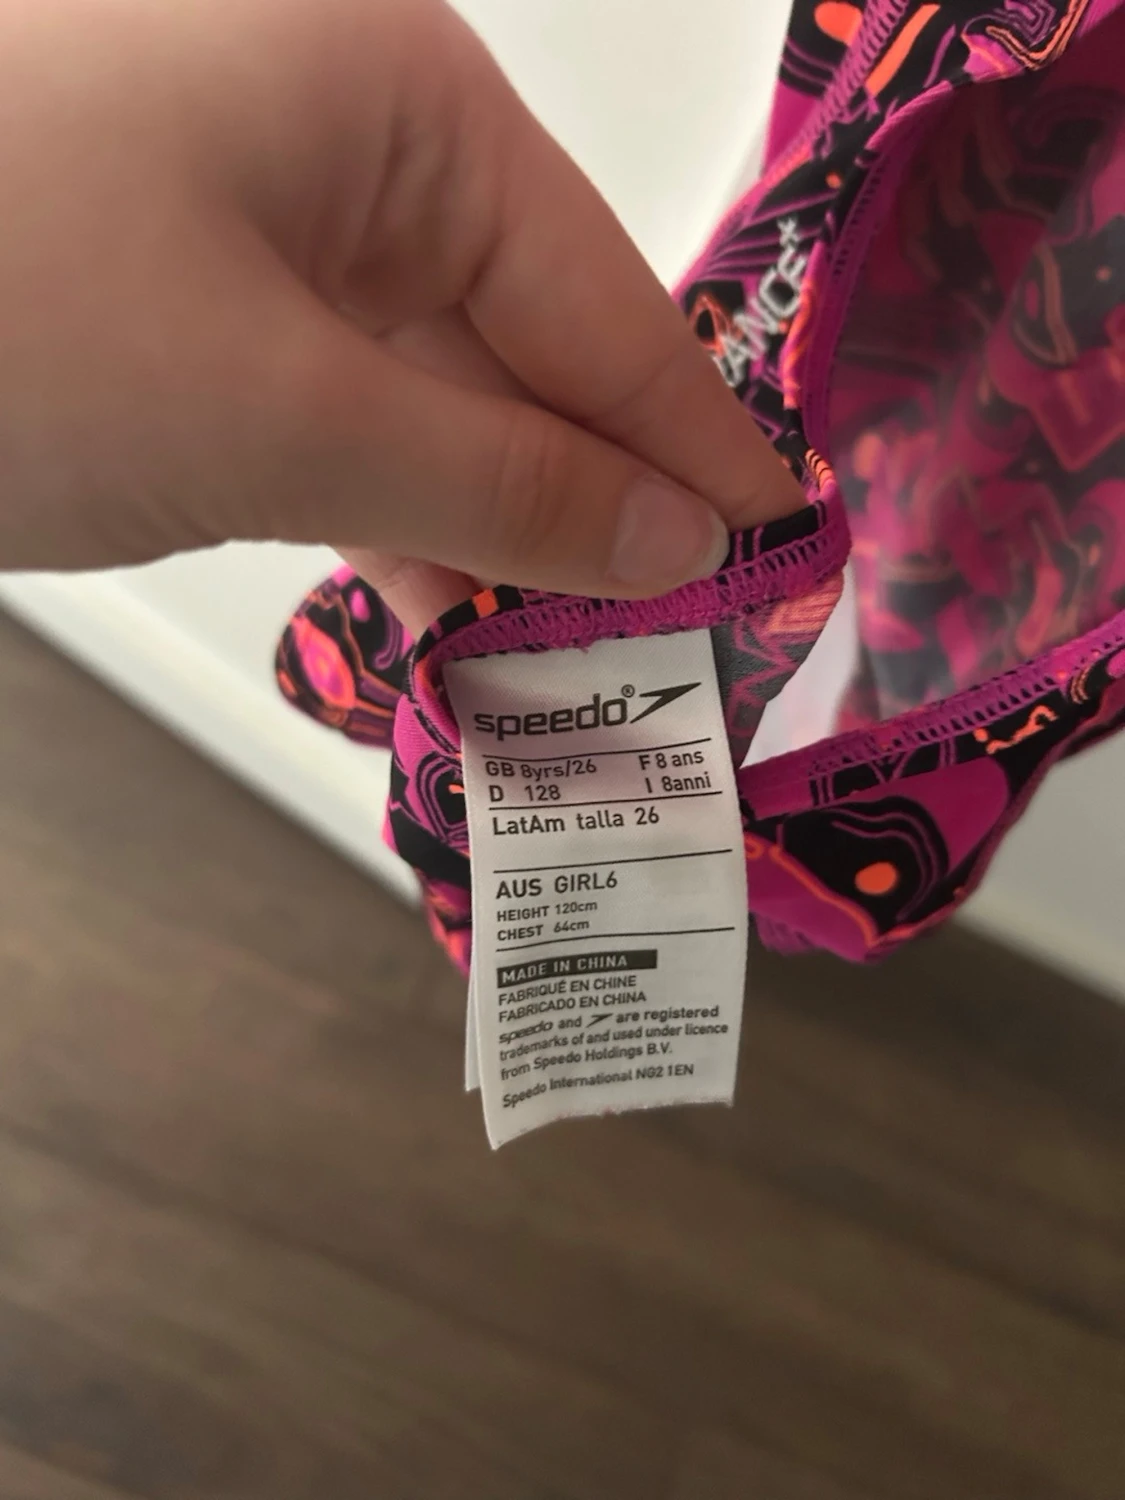 RANCE*
speedo®
GB 8yrs/26 F 8 ans
D 128 I 8anni
LatAm talla 26
AUS GIRL6
HEIGHT 120cm
CHEST 64cm
MADE IN CHINA
FABRIQUÉ EN CHINE
FABRICADO EN CHINA
speedo and are registered
trademarks of and used under licence
from Speedo Holdings B.V.
Speedo International NG2 1EN